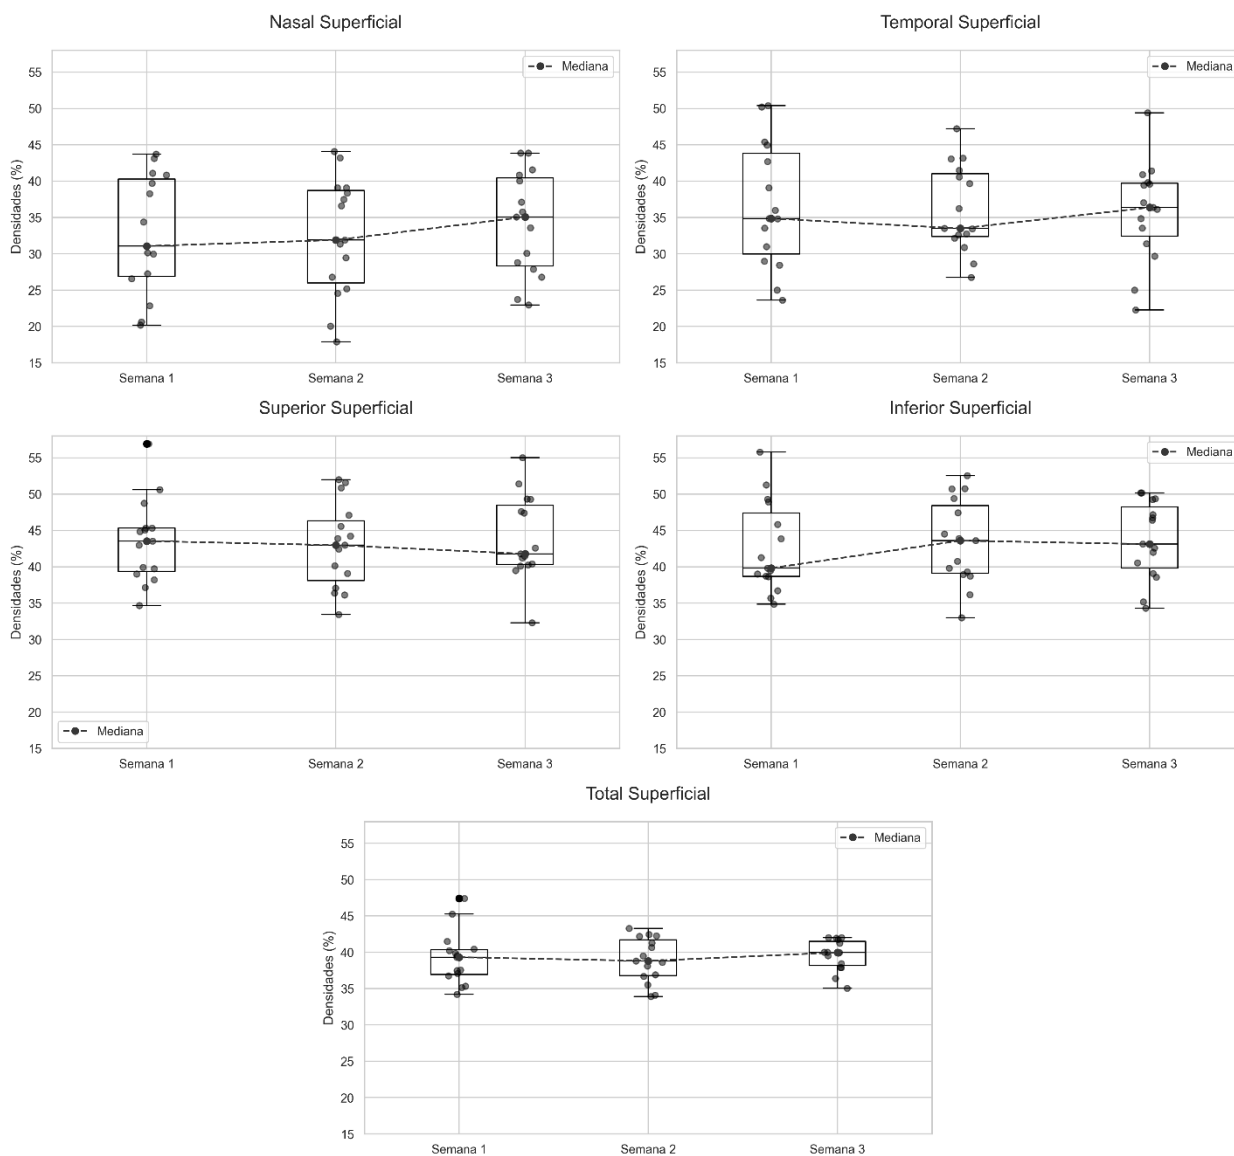 Nasal Superficial
Densidades (%)
55
50
45
40
35
30
25
20
15
Mediana
Semana 1
Semana 2
Semana 3
Temporal Superficial
Densidades (%)
55
50
45
40
35
30
25
20
15
Mediana
Semana 1
Semana 2
Semana 3
Superior Superficial
Densidades (%)
55
50
45
40
35
30
25
20
15
Mediana
Semana 1
Semana 2
Semana 3
Inferior Superficial
Densidades (%)
55
50
45
40
35
30
25
20
15
Mediana
Semana 1
Semana 2
Semana 3
Total Superficial
Densidades (%)
55
50
45
40
35
30
25
20
15
Mediana
Semana 1
Semana 2
Semana 3